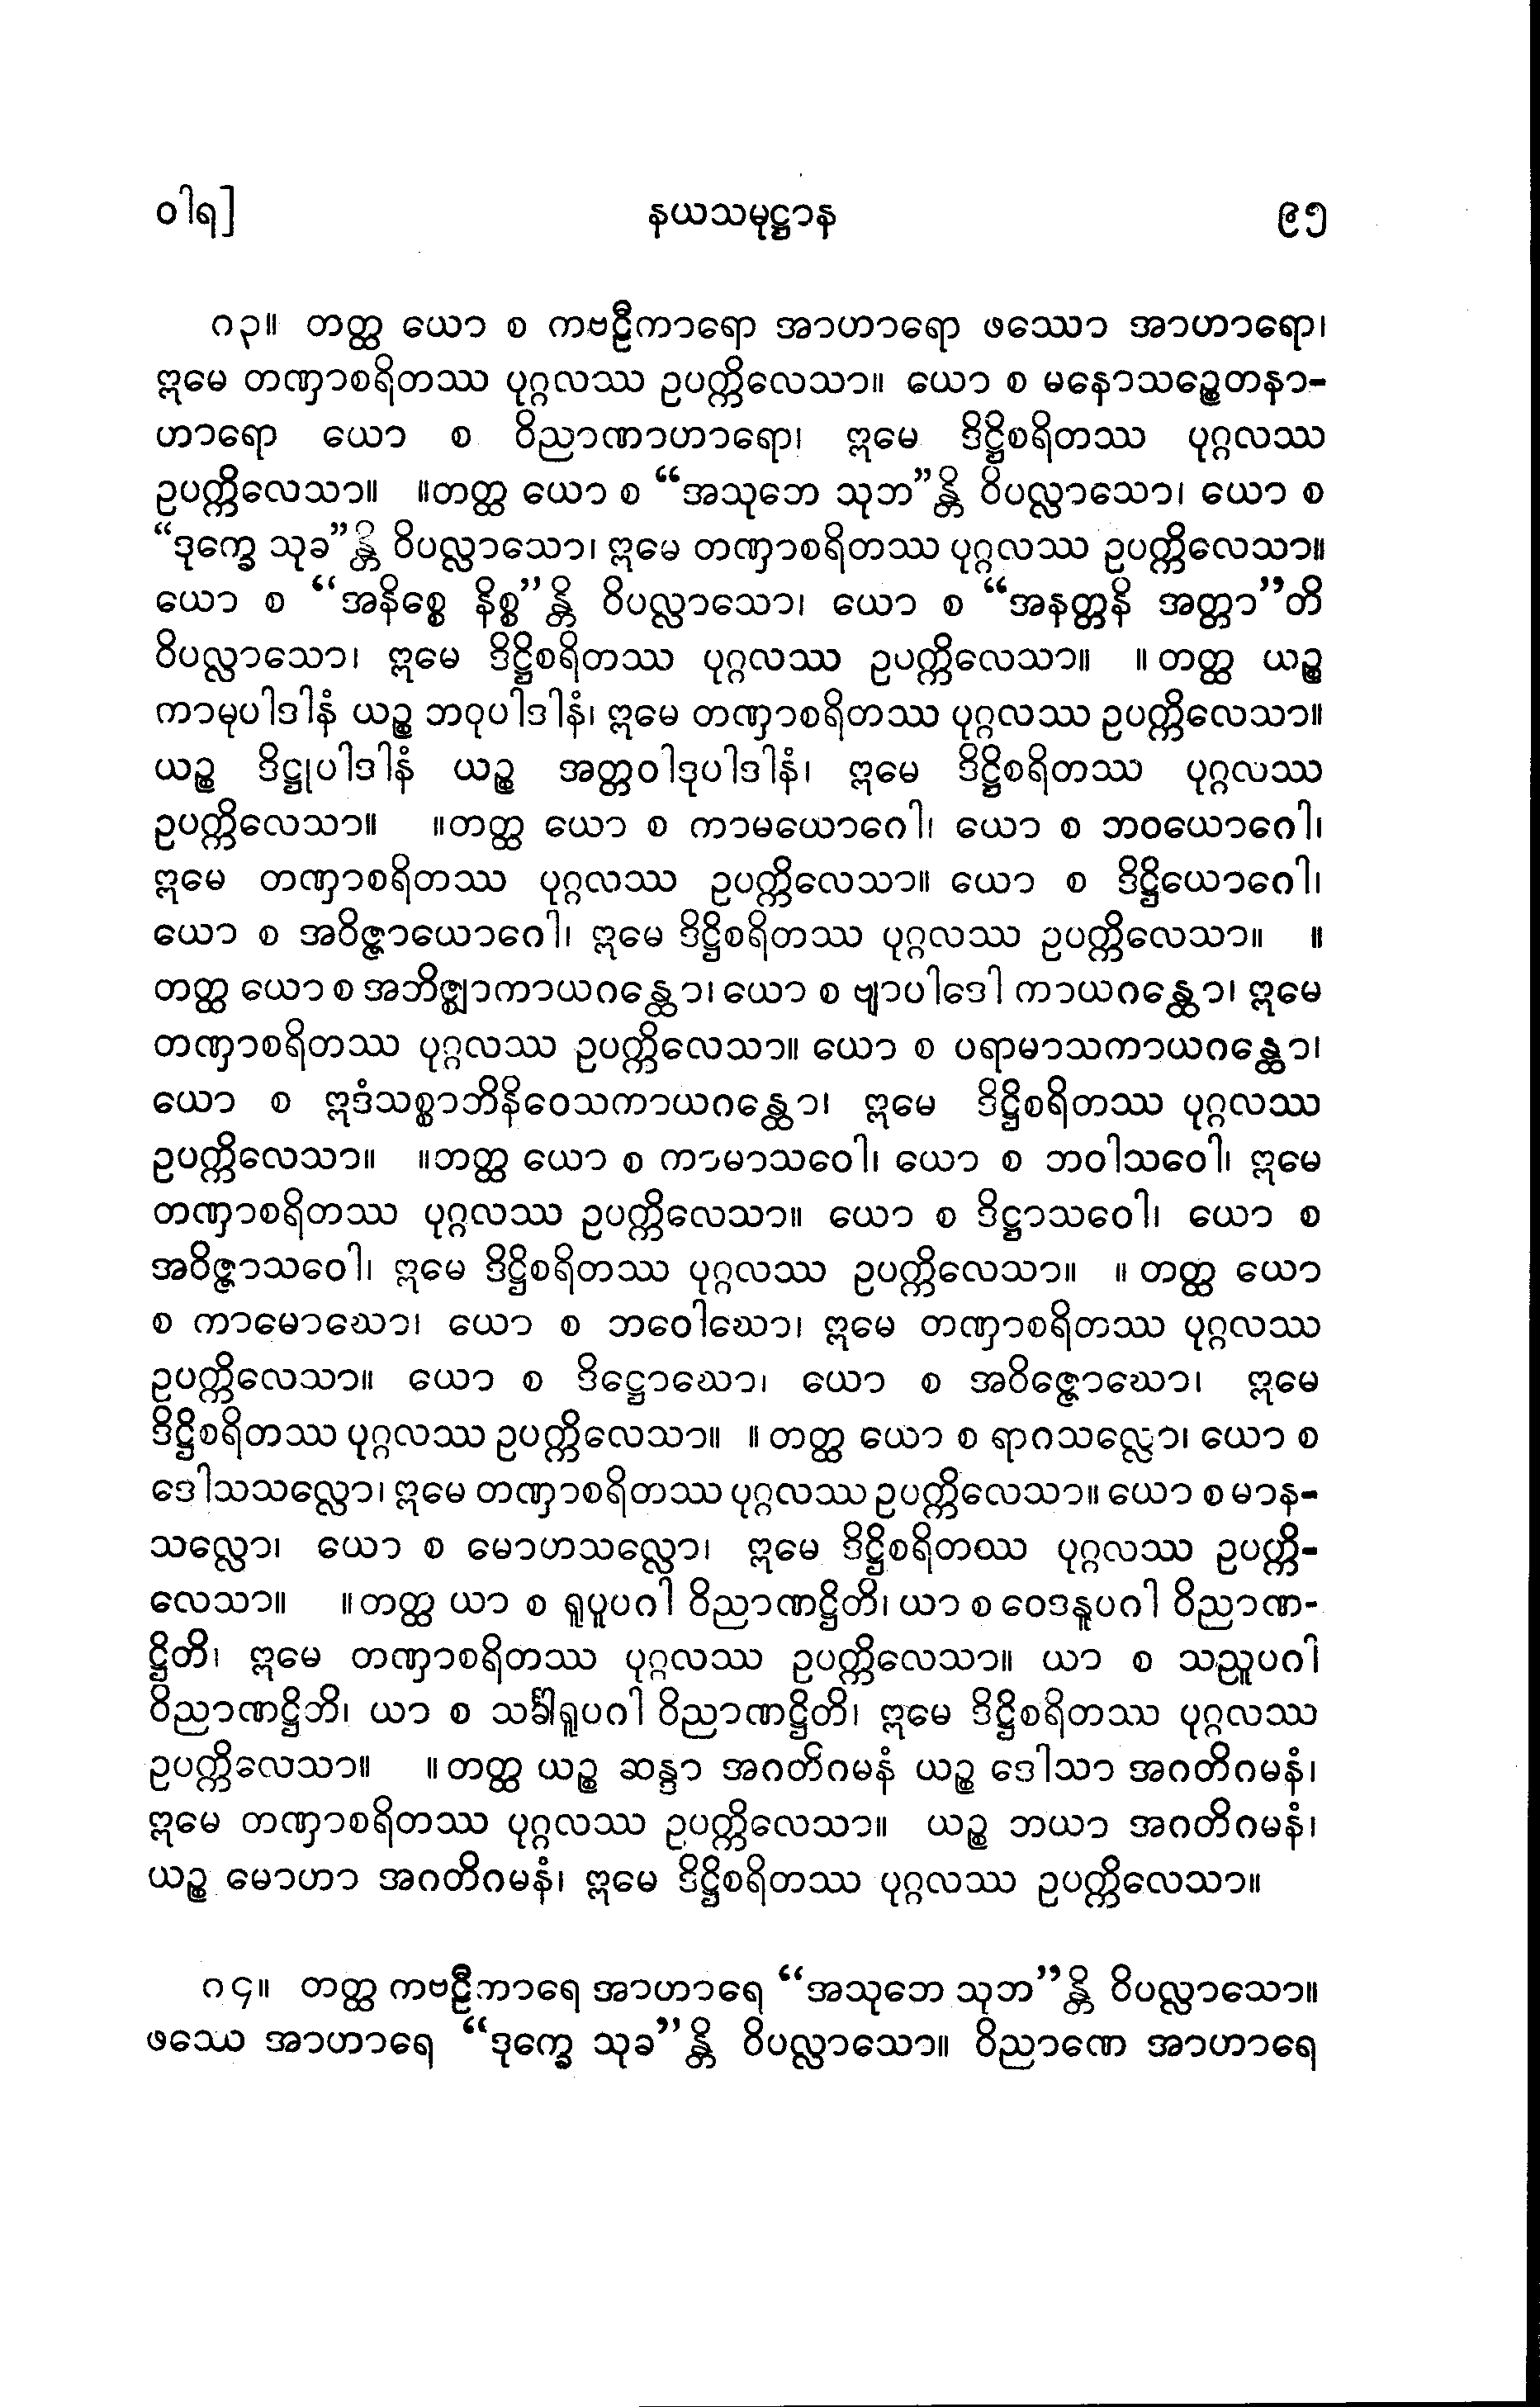 ဝါရ] နယသမုဋ္ဌာန ၉၅
ဂ၃။ တတ္ထ ယော စ ကဗဠီကာရော အာဟာရော ဖဿော အာဟာရော၊
ဣမေ တဏှာစရိတဿ ပုဂ္ဂလဿ ဥပက္ကိလေသာ။ ယော စ မနောသဉ္စေတနာ-
ဟာရော ယော စ ဝိညာဏာဟာရော၊ ဣမေ ဒိဋ္ဌိစရိတဿ ပုဂ္ဂလဿ
ဥပက္ကိလေသာ။ ။တတ္ထ ယော စ “အသုဘေ သုဘ”န္တိ ဝိပလ္လာသော၊ ယော စ
“ဒုက္ခေ သုခ”န္တိ ဝိပလ္လာသော၊ ဣမေ တဏှာစရိတဿ ပုဂ္ဂလဿ ဥပက္ကိလေသာ။
ယော စ “အနိစ္စေ နိစ္စ”န္တိ ဝိပလ္လာသော၊ ယော စ “အနတ္တနိ အတ္တာ”တိ
ဝိပလ္လာသော၊ ဣမေ ဒိဋ္ဌိစရိတဿ ပုဂ္ဂလဿ ဥပက္ကိလေသာ။ ။တတ္ထ ယဉ္စ
ကာမုပါဒါနံ ယဉ္စ ဘဝုပါဒါနံ၊ ဣမေ တဏှာစရိတဿ ပုဂ္ဂလဿ ဥပက္ကိလေသာ။
ယဉ္စ ဒိဋ္ဌုပါဒါနံ ယဉ္စ အတ္တဝါဒုပါဒါနံ၊ ဣမေ ဒိဋ္ဌိစရိတဿ ပုဂ္ဂလဿ
ဥပက္ကိလေသာ။ ။တတ္ထ ယော စ ကာမယောဂေါ၊ ယော စ ဘဝယောဂေါ၊
ဣမေ တဏှာစရိတဿ ပုဂ္ဂလဿ ဥပက္ကိလေသာ။ ယော စ ဒိဋ္ဌိယောဂေါ၊
ယော စ အဝိဇ္ဇာယောဂေါ၊ ဣမေ ဒိဋ္ဌိစရိတဿ ပုဂ္ဂလဿ ဥပက္ကိလေသာ။ ။
တတ္ထ ယော စ အဘိဇ္ဈာကာယဂန္ထော၊ ယော စ ဗျာပါဒေါ ကာယဂန္ထော၊ ဣမေ
တဏှာစရိတဿ ပုဂ္ဂလဿ ဥပက္ကိလေသာ။ ယော စ ပရာမာသကာယဂန္ထော၊
ယော စ ဣဒံသစ္စာဘိနိဝေသကာယဂန္ထော၊ ဣမေ ဒိဋ္ဌိစရိတဿ ပုဂ္ဂလဿ
ဥပက္ကိလေသာ။ ။ဘတ္ထ ယော စ ကာမာသဝေါ၊ ယော စ ဘဝါသဝေါ၊ ဣမေ
တဏှာစရိတဿ ပုဂ္ဂလဿ ဥပက္ကိလေသာ။ ယော စ ဒိဋ္ဌာသဝေါ၊ ယော စ
အဝိဇ္ဇာသဝေါ၊ ဣမေ ဒိဋ္ဌိစရိတဿ ပုဂ္ဂလဿ ဥပက္ကိလေသာ။ ။တတ္ထ ယော
စ ကာမောဃော၊ ယော စ ဘဝေါဃော၊ ဣမေ တဏှာစရိတဿ ပုဂ္ဂလဿ
ဥပက္ကိလေသာ။ ယော စ ဒိဋ္ဌောဃော၊ ယော စ အဝိဇ္ဇောဃော၊ ဣမေ
ဒိဋ္ဌိစရိတဿ ပုဂ္ဂလဿ ဥပက္ကိလေသာ။ ။တတ္ထ ယော စ ရာဂသလ္လော၊ ယော စ
ဒေါသသလ္လော၊ ဣမေ တဏှာစရိတဿ ပုဂ္ဂလဿ ဥပက္ကိလေသာ။ ယော စ မာန-
သလ္လော၊ ယော စ မောဟသလ္လော၊ ဣမေ ဒိဋ္ဌိစရိတဿ ပုဂ္ဂလဿ ဥပက္ကိ-
လေသာ။ ။တတ္ထ ယာ စ ရူပူပဂါ ဝိညာဏဋ္ဌိတိ၊ ယာ စ ဝေဒနူပဂါ ဝိညာဏ-
ဋ္ဌိတိ၊ ဣမေ တဏှာစရိတဿ ပုဂ္ဂလဿ ဥပက္ကိလေသာ။ ယာ စ သညူပဂါ
ဝိညာဏဋ္ဌိဘိ၊ ယာ စ သင်္ခါရူပဂါ ဝိညာဏဋ္ဌိတိ၊ ဣမေ ဒိဋ္ဌိစရိတဿ ပုဂ္ဂလဿ
ဥပက္ကိလေသာ။ ။တတ္ထ ယဉ္စ ဆန္ဒာ အဂတိဂမနံ ယဉ္စ ဒေါသာ အဂတိဂမနံ၊
ဣမေ တဏှာစရိတဿ ပုဂ္ဂလဿ ဥပက္ကိလေသာ။ ယဉ္စ ဘယာ အဂတိဂမနံ၊
ယဉ္စ မောဟာ အဂတိဂမနံ၊ ဣမေ ဒိဋ္ဌိစရိတဿ ပုဂ္ဂလဿ ဥပက္ကိလေသာ။
ဂ၄။ တတ္ထ ကဗဠီကာရေ အာဟာရေ “အသုဘေ သုဘ”န္တိ ဝိပလ္လာသော။
ဖဿေ အာဟာရေ “ဒုက္ခေ သုခ”န္တိ ဝိပလ္လာသော။ ဝိညာဏေ အာဟာရေ